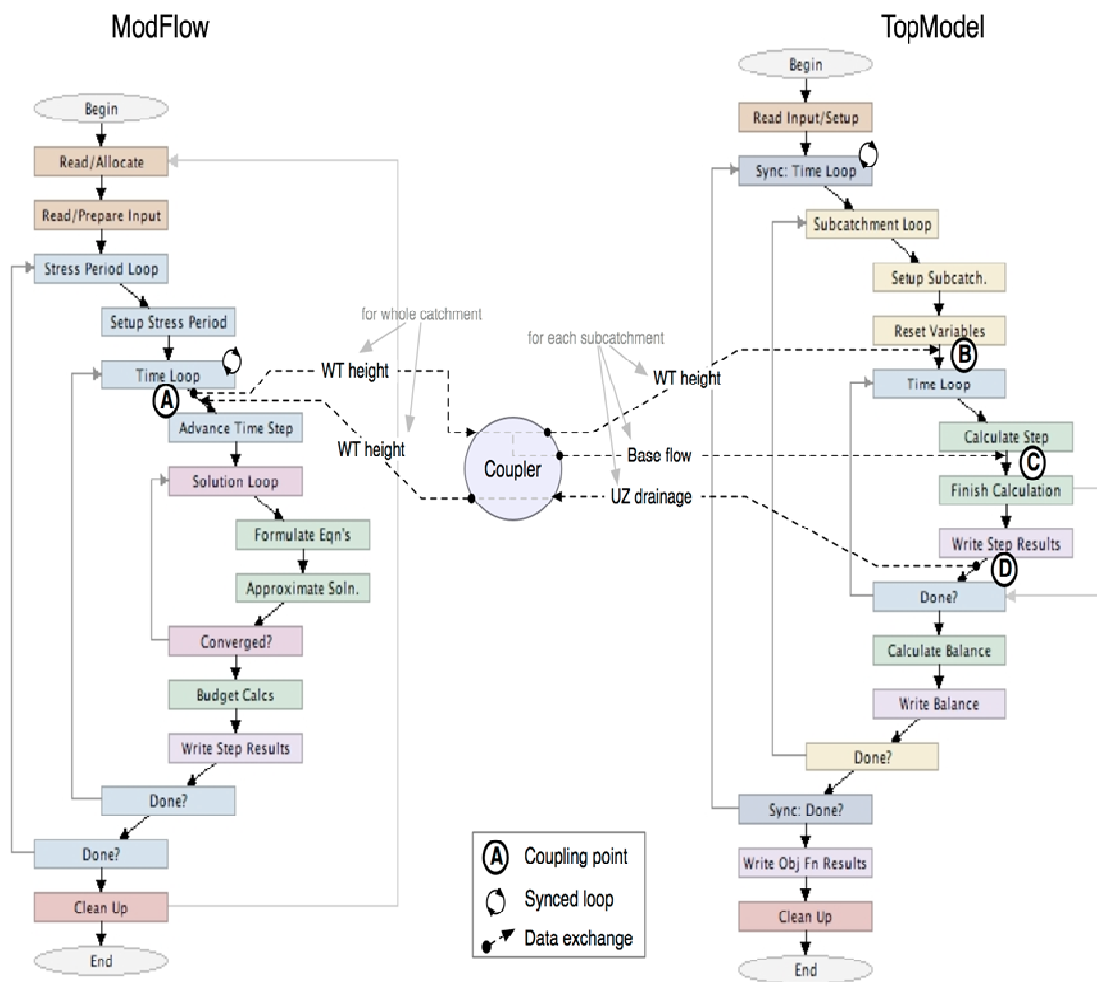 ModFlow
Begin
Read/Allocate
Read/Prepare Input
Stress Period Loop
Setup Stress Period
Time Loop
A
Advance Time Step
Solution Loop
Formulate Eqn's
Approximate Soln.
Converged?
Budget Calcs
Write Step Results
Done?
Done?
Clean Up
End
for whole catchment
WT height
WT height
Coupler
for each subcatchment
WT height
Base flow
UZ drainage
TopModel
Begin
Read Input/Setup
Sync: Time Loop
Subcatchment Loop
Setup Subcatch.
Reset Variables
B
Time Loop
Calculate Step
C
Finish Calculation
Write Step Results
D
Done?
Calculate Balance
Write Balance
Done?
Sync: Done?
Write Obj Fn Results
Clean Up
End
A Coupling point
Synced loop
Data exchange